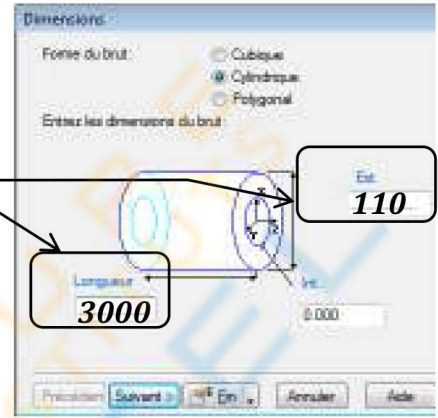 Dimensions
Forme du brut:
Cubique
Cylindrique
Polygonal
Entrez les dimensions du brut:
Ext.
110
Longueur
3000
Int.
0.000
Précédent Suivant > Fin Annuler Aide